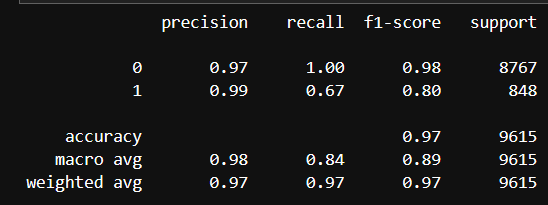 precision recall f1-score support
0 0.97 1.00 0.98 8767
1 0.99 0.67 0.80 848
accuracy 0.97 9615
macro avg 0.98 0.84 0.89 9615
weighted avg 0.97 0.97 0.97 9615